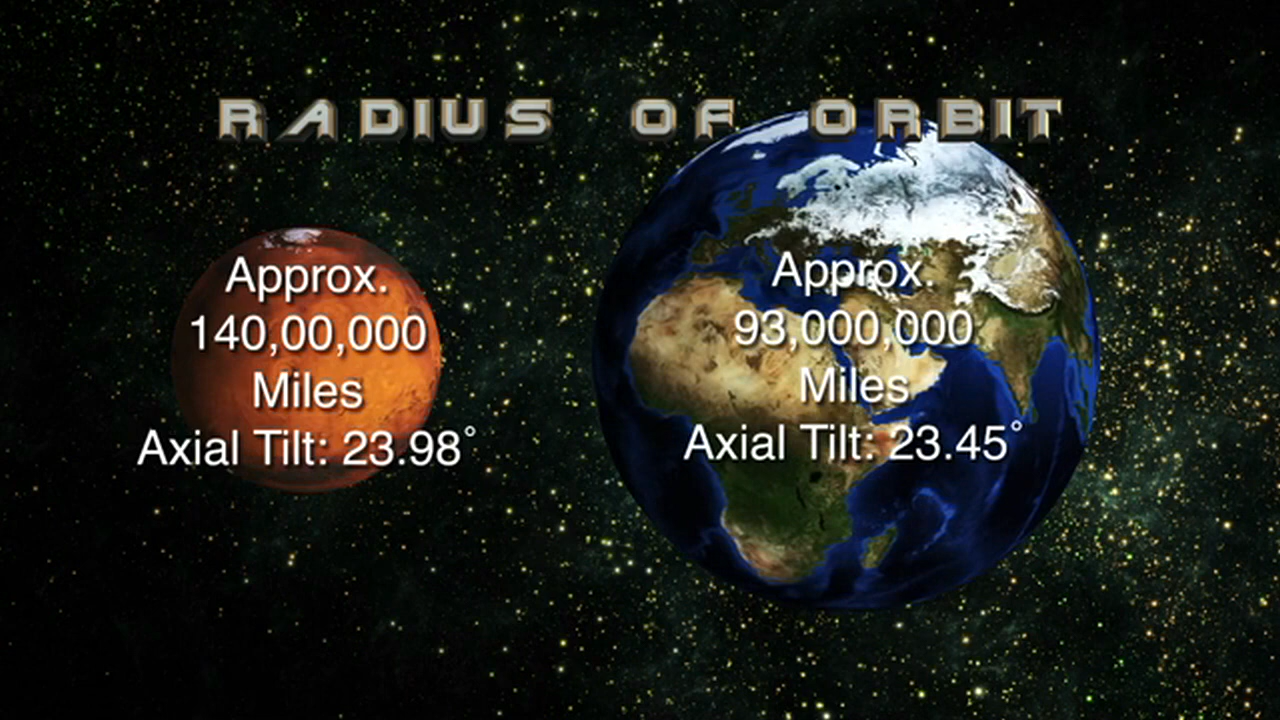 RADIUS OF ORBIT
Approx.
140,00,000
Miles
Axial Tilt: 23.98°
Approx.
93,000,000
Miles
Axial Tilt: 23.45°